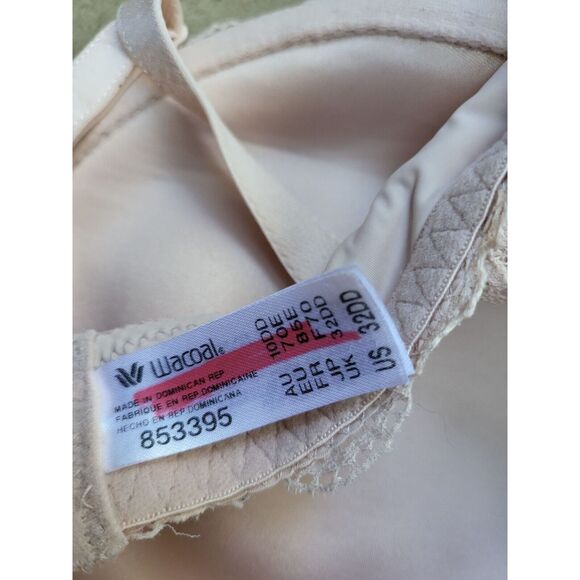 Wacoal®
MADE IN DOMINICAN REP
FABRIQUE EN REP.DOMINICAINE
HECHO EN REP.DOMINICANA
853395
AU 10DD
EU 70E
FR 85E
JP F70
UK 32DD
US 32DD